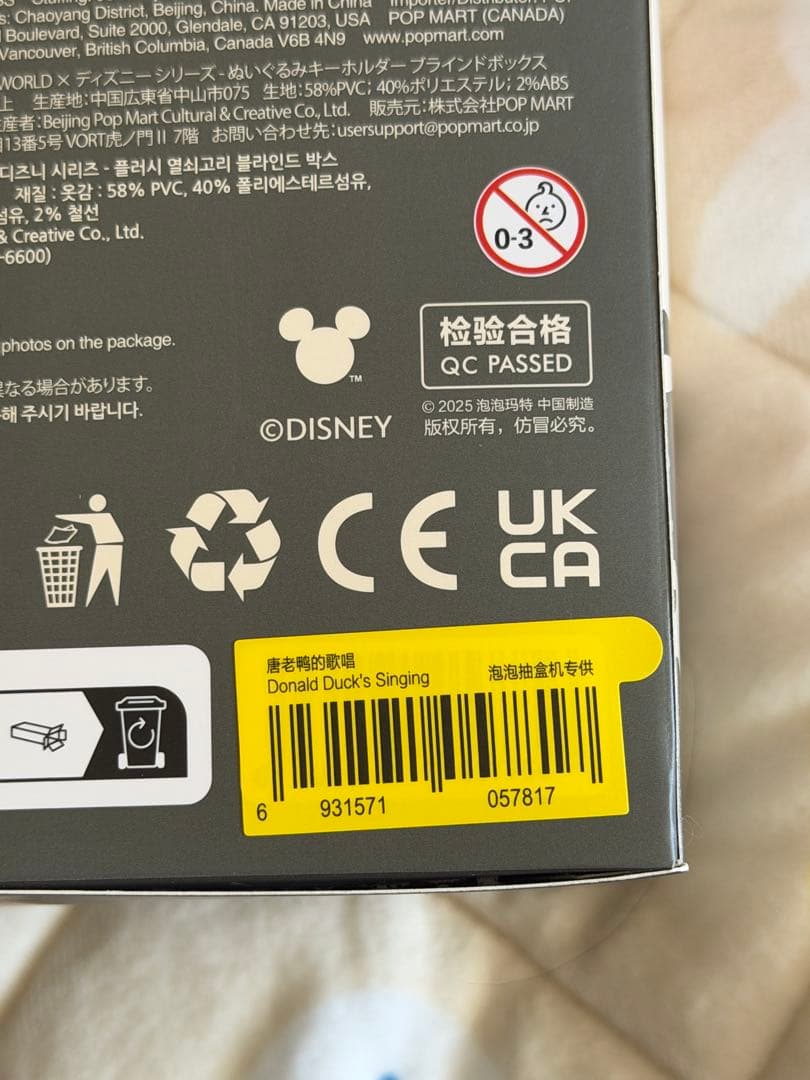 : Chaoyang District, Beijing, China. Made in China Importer/Distributor:
Boulevard, Suite 2000, Glendale, CA 91203, USA POP MART (CANADA)
Vancouver, British Columbia, Canada V6B 4N9 www.popmart.com
WORLD × ディズニー シリーズ - ぬいぐるみキーホルダー ブラインドボックス
上 生産地:中国広東省中山市075 生地:58%PVC; 40%ポリエステル; 2%ABS
産者:Beijing Pop Mart Cultural & Creative Co., Ltd. 販売元:株式会社POP MART
13番5号 VORT虎ノ門Ⅱ 7階 お問い合わせ先:usersupport@popmart.co.jp
디즈니 시리즈 - 플러시 열쇠고리 블라인드 박스
재질 : 옷감 : 58% PVC, 40% 폴리에스테르섬유,
섬유, 2% 철선
& Creative Co., Ltd.
-6600)
0-3
photos on the package.
異なる場合があります。
해 주시기 바랍니다.
TM
©DISNEY
检验合格
QC PASSED
© 2025 泡泡玛特 中国制造
版权所有，仿冒必究。
CE
UK
CA
唐老鸭的歌唱
Donald Duck's Singing
泡泡抽盒机专供
6 931571 057817